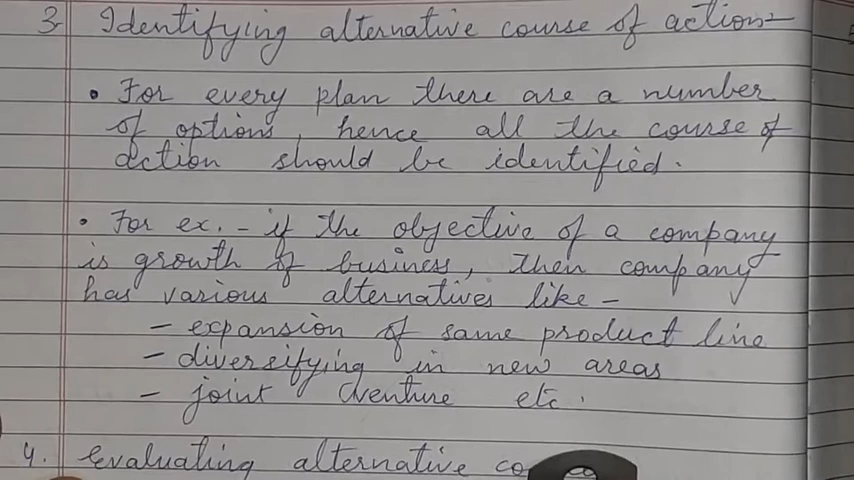 3. Identifying alternative course of action-
• For every plan there are a number
of options, hence all the course of
action should be identified.
• For ex. - if the objective of a company
is growth of business, then company
has various alternatives like -
- expansion of same product line
- diversifying in new areas
- joint venture etc.
4. Evaluating alternative